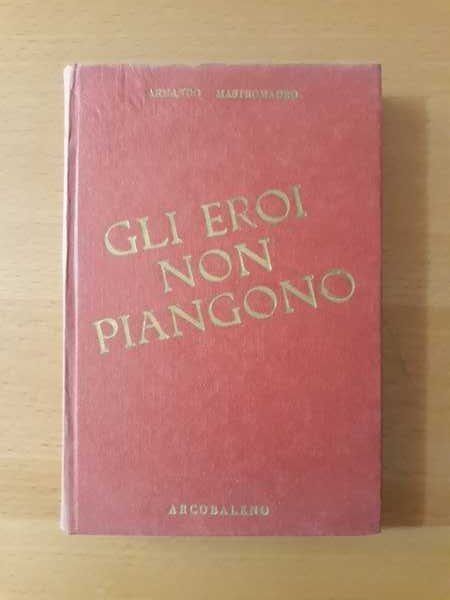 ARMANDO MASTROMAURO
GLI EROI
NON
PIANGONO
ARCOBALENO